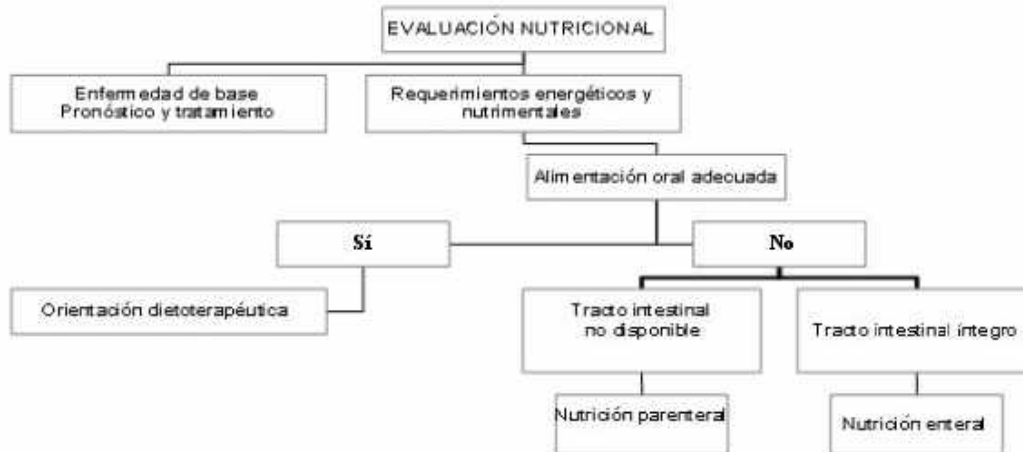 EVALUACIÓN NUTRICIONAL
Enfermedad de base
Pronóstico y tratamiento
Requerimientos energéticos y
nutrimentales
Alimentación oral adecuada
Sí
No
Orientación dietoterapéutica
Tracto intestinal
no disponible
Tracto intestinal íntegro
Nutrición parenteral
Nutrición enteral